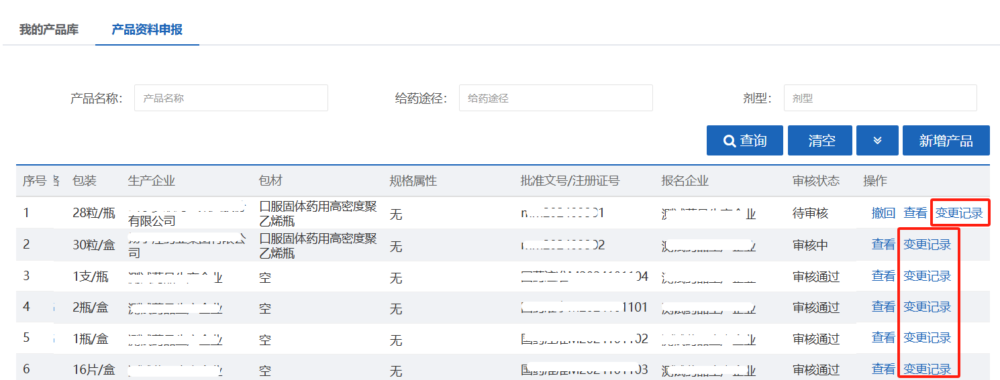 我的产品库 产品资料申报
产品名称： 产品名称 给药途径： 给药途径 剂型： 剂型
查询 清空 新增产品
序号 包装 生产企业 包材 规格属性 批准文号/注册证号 报名企业 审核状态 操作
1 28粒/瓶 有限公司 口服固体药用高密度聚 乙烯瓶 无 待审核 撤回 查看 变更记录
2 30粒/盒 司 口服固体药用高密度聚 乙烯瓶 无 审核中 查看 变更记录
3 1支/瓶 空 无 审核通过 查看 变更记录
4 2瓶/盒 空 无 审核通过 查看 变更记录
5 1瓶/盒 空 无 审核通过 查看 变更记录
6 16片/盒 空 无 审核通过 查看 变更记录